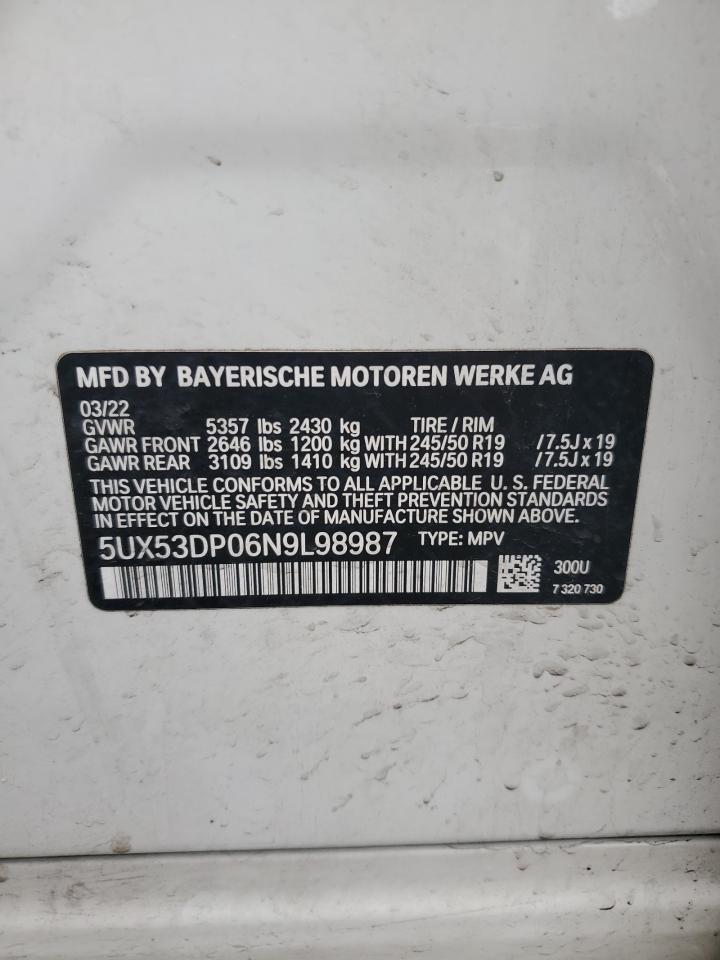 MFD BY BAYERISCHE MOTOREN WERKE AG
03/22
GVWR 5357 lbs 2430 kg TIRE / RIM
GAWR FRONT 2646 lbs 1200 kg WITH 245/50 R19 /7.5J x 19
GAWR REAR 3109 lbs 1410 kg WITH 245/50 R19 /7.5J x 19
THIS VEHICLE CONFORMS TO ALL APPLICABLE U. S. FEDERAL
MOTOR VEHICLE SAFETY AND THEFT PREVENTION STANDARDS
IN EFFECT ON THE DATE OF MANUFACTURE SHOWN ABOVE.
5UX53DP06N9L98987 TYPE: MPV
300U
7 320 730